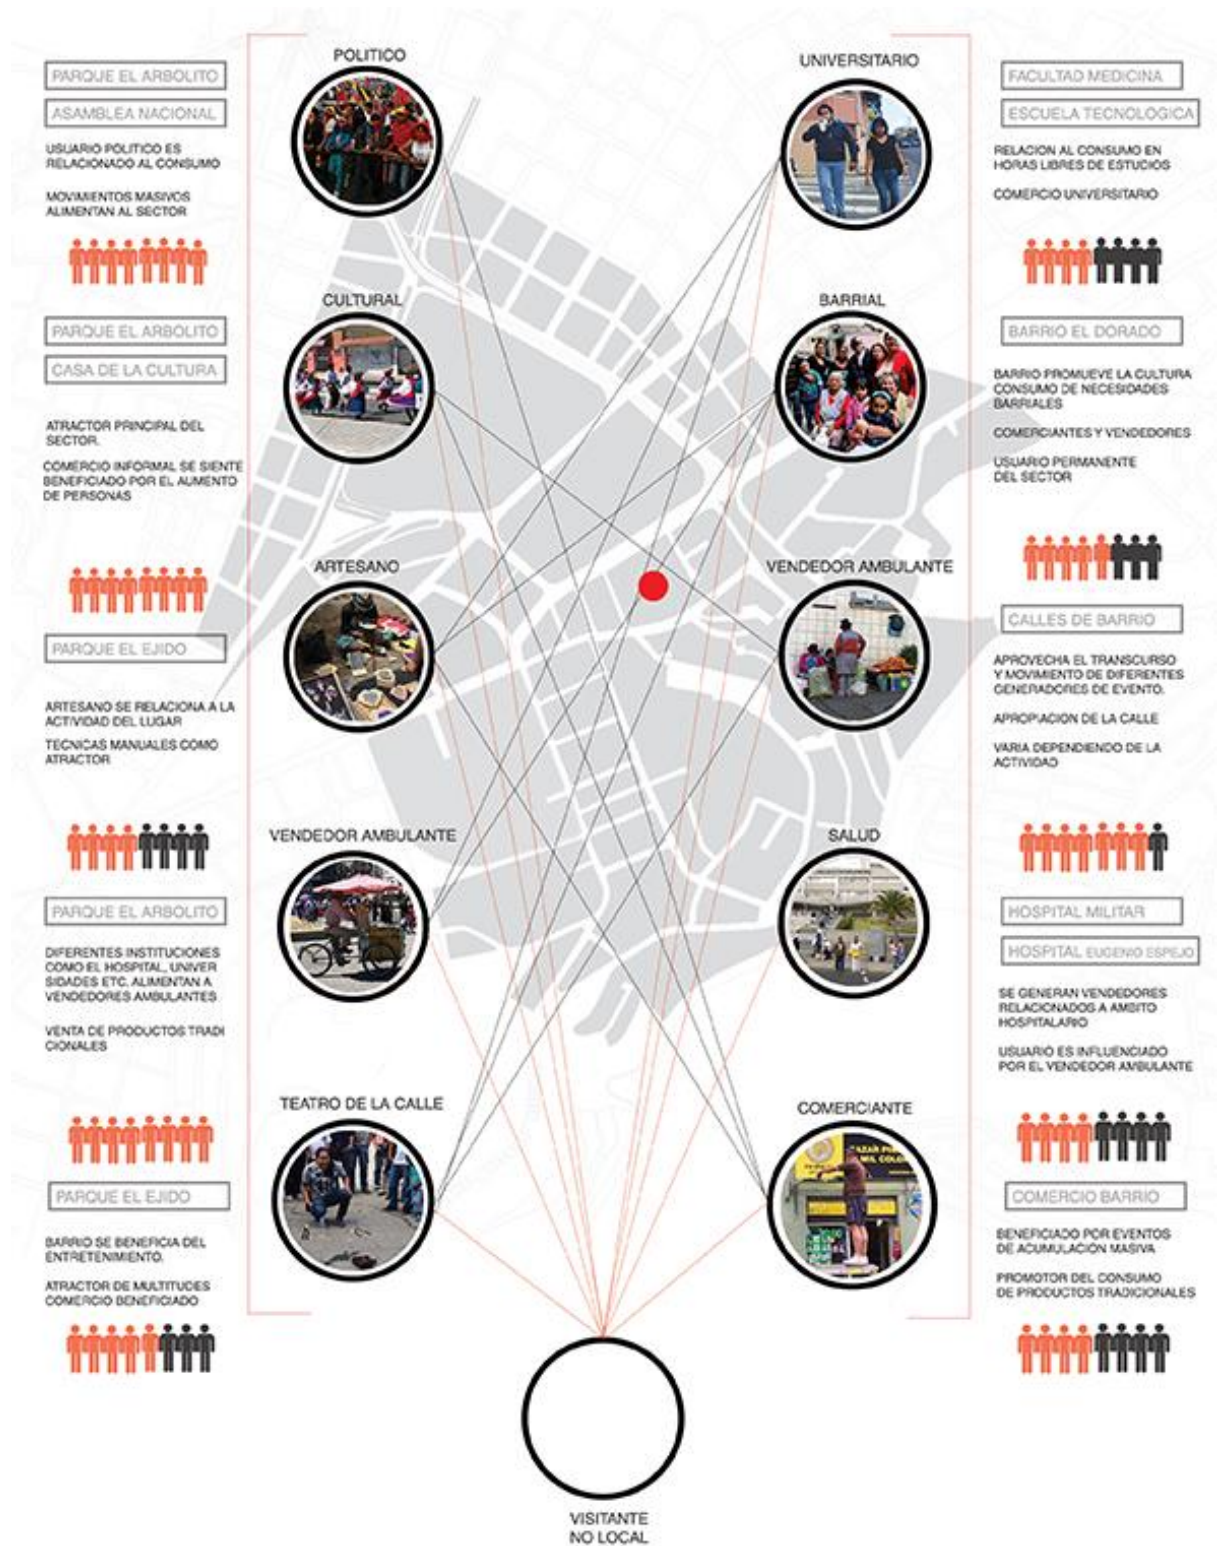 POLITICO
UNIVERSITARIO
PARQUE EL ARBOLITO
ASAMBLEA NACIONAL
USUARIO POLITICO ES
RELACIONADO AL CONSUMO
MOVIMIENTOS MASIVOS
ALIMENTAN AL SECTOR
FACULTAD MEDICINA
ESCUELA TECNOLOGICA
RELACION AL CONSUMO EN
HORAS LIBRES DE ESTUDIOS
COMERCIO UNIVERSITARIO
CULTURAL
BARRIAL
PARQUE EL ARBOLITO
CASA DE LA CULTURA
ATRACTOR PRINCIPAL DEL
SECTOR.
COMERCIO INFORMAL SE SIENTE
BENEFICIADO POR EL AUMENTO
DE PERSONAS
BARRIO EL DORADO
BARRIO PROMUEVE LA CULTURA
CONSUMO DE NECESIDADES
BARRIALES
COMERCIANTES Y VENDEDORES
USUARIO PERMANENTE
DEL SECTOR
ARTESANO
VENDEDOR AMBULANTE
PARQUE EL EJIDO
ARTESANO SE RELACIONA A LA
ACTIVIDAD DEL LUGAR
TECNICAS MANUALES COMO
ATRACTOR
CALLES DE BARRIO
APROVECHA EL TRANSCURSO
Y MOVIMIENTO DE DIFERENTES
GENERADORES DE EVENTO.
APROPIACION DE LA CALLE
VARIA DEPENDIENDO DE LA
ACTIVIDAD
VENDEDOR AMBULANTE
SALUD
PARQUE EL ARBOLITO
DIFERENTES INSTITUCIONES
COMO EL HOSPITAL, UNIVER
SIDADES ETC. ALIMENTAN A
VENDEDORES AMBULANTES
VENTA DE PRODUCTOS TRADI
CIONALES
HOSPITAL MILITAR
HOSPITAL EUGENIO ESPEJO
SE GENERAN VENDEDORES
RELACIONADOS A AMBITO
HOSPITALARIO
USUARIO ES INFLUENCIADO
POR EL VENDEDOR AMBULANTE
TEATRO DE LA CALLE
COMERCIANTE
PARQUE EL EJIDO
BARRIO SE BENEFICIA DEL
ENTRETENIMIENTO.
ATRACTOR DE MULTITUDES
COMERCIO BENEFICIADO
COMERCIO BARRIO
BENEFICIADO POR EVENTOS
DE ACUMULACIÓN MASIVA
PROMOTOR DEL CONSUMO
DE PRODUCTOS TRADICIONALES
VISITANTE
NO LOCAL